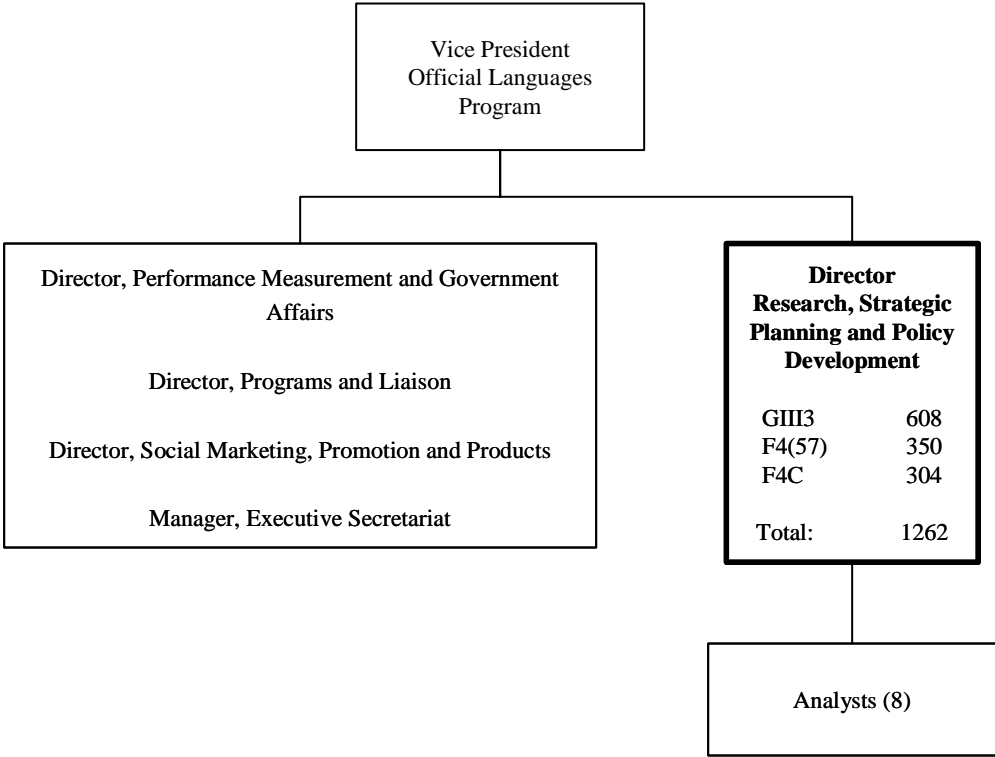 Vice President
Official Languages
Program
Director, Performance Measurement and Government
Affairs
Director, Programs and Liaison
Director, Social Marketing, Promotion and Products
Manager, Executive Secretariat
Director
Research, Strategic
Planning and Policy
Development
GIII3 608
F4(57) 350
F4C 304
Total: 1262
Analysts (8)